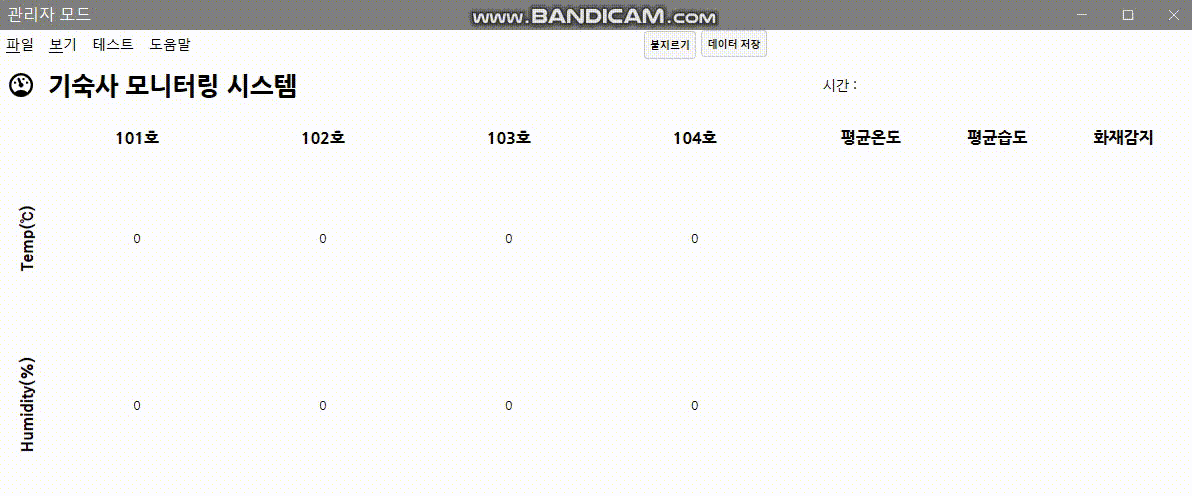 관리자 모드
www.BANDICAM.com
파일 보기 테스트 도움말 불지르기 데이터 저장
기숙사 모니터링 시스템 시간 :
101호 102호 103호 104호 평균온도 평균습도 화재감지
Temp(℃) 0 0 0 0
Humidity(%) 0 0 0 0